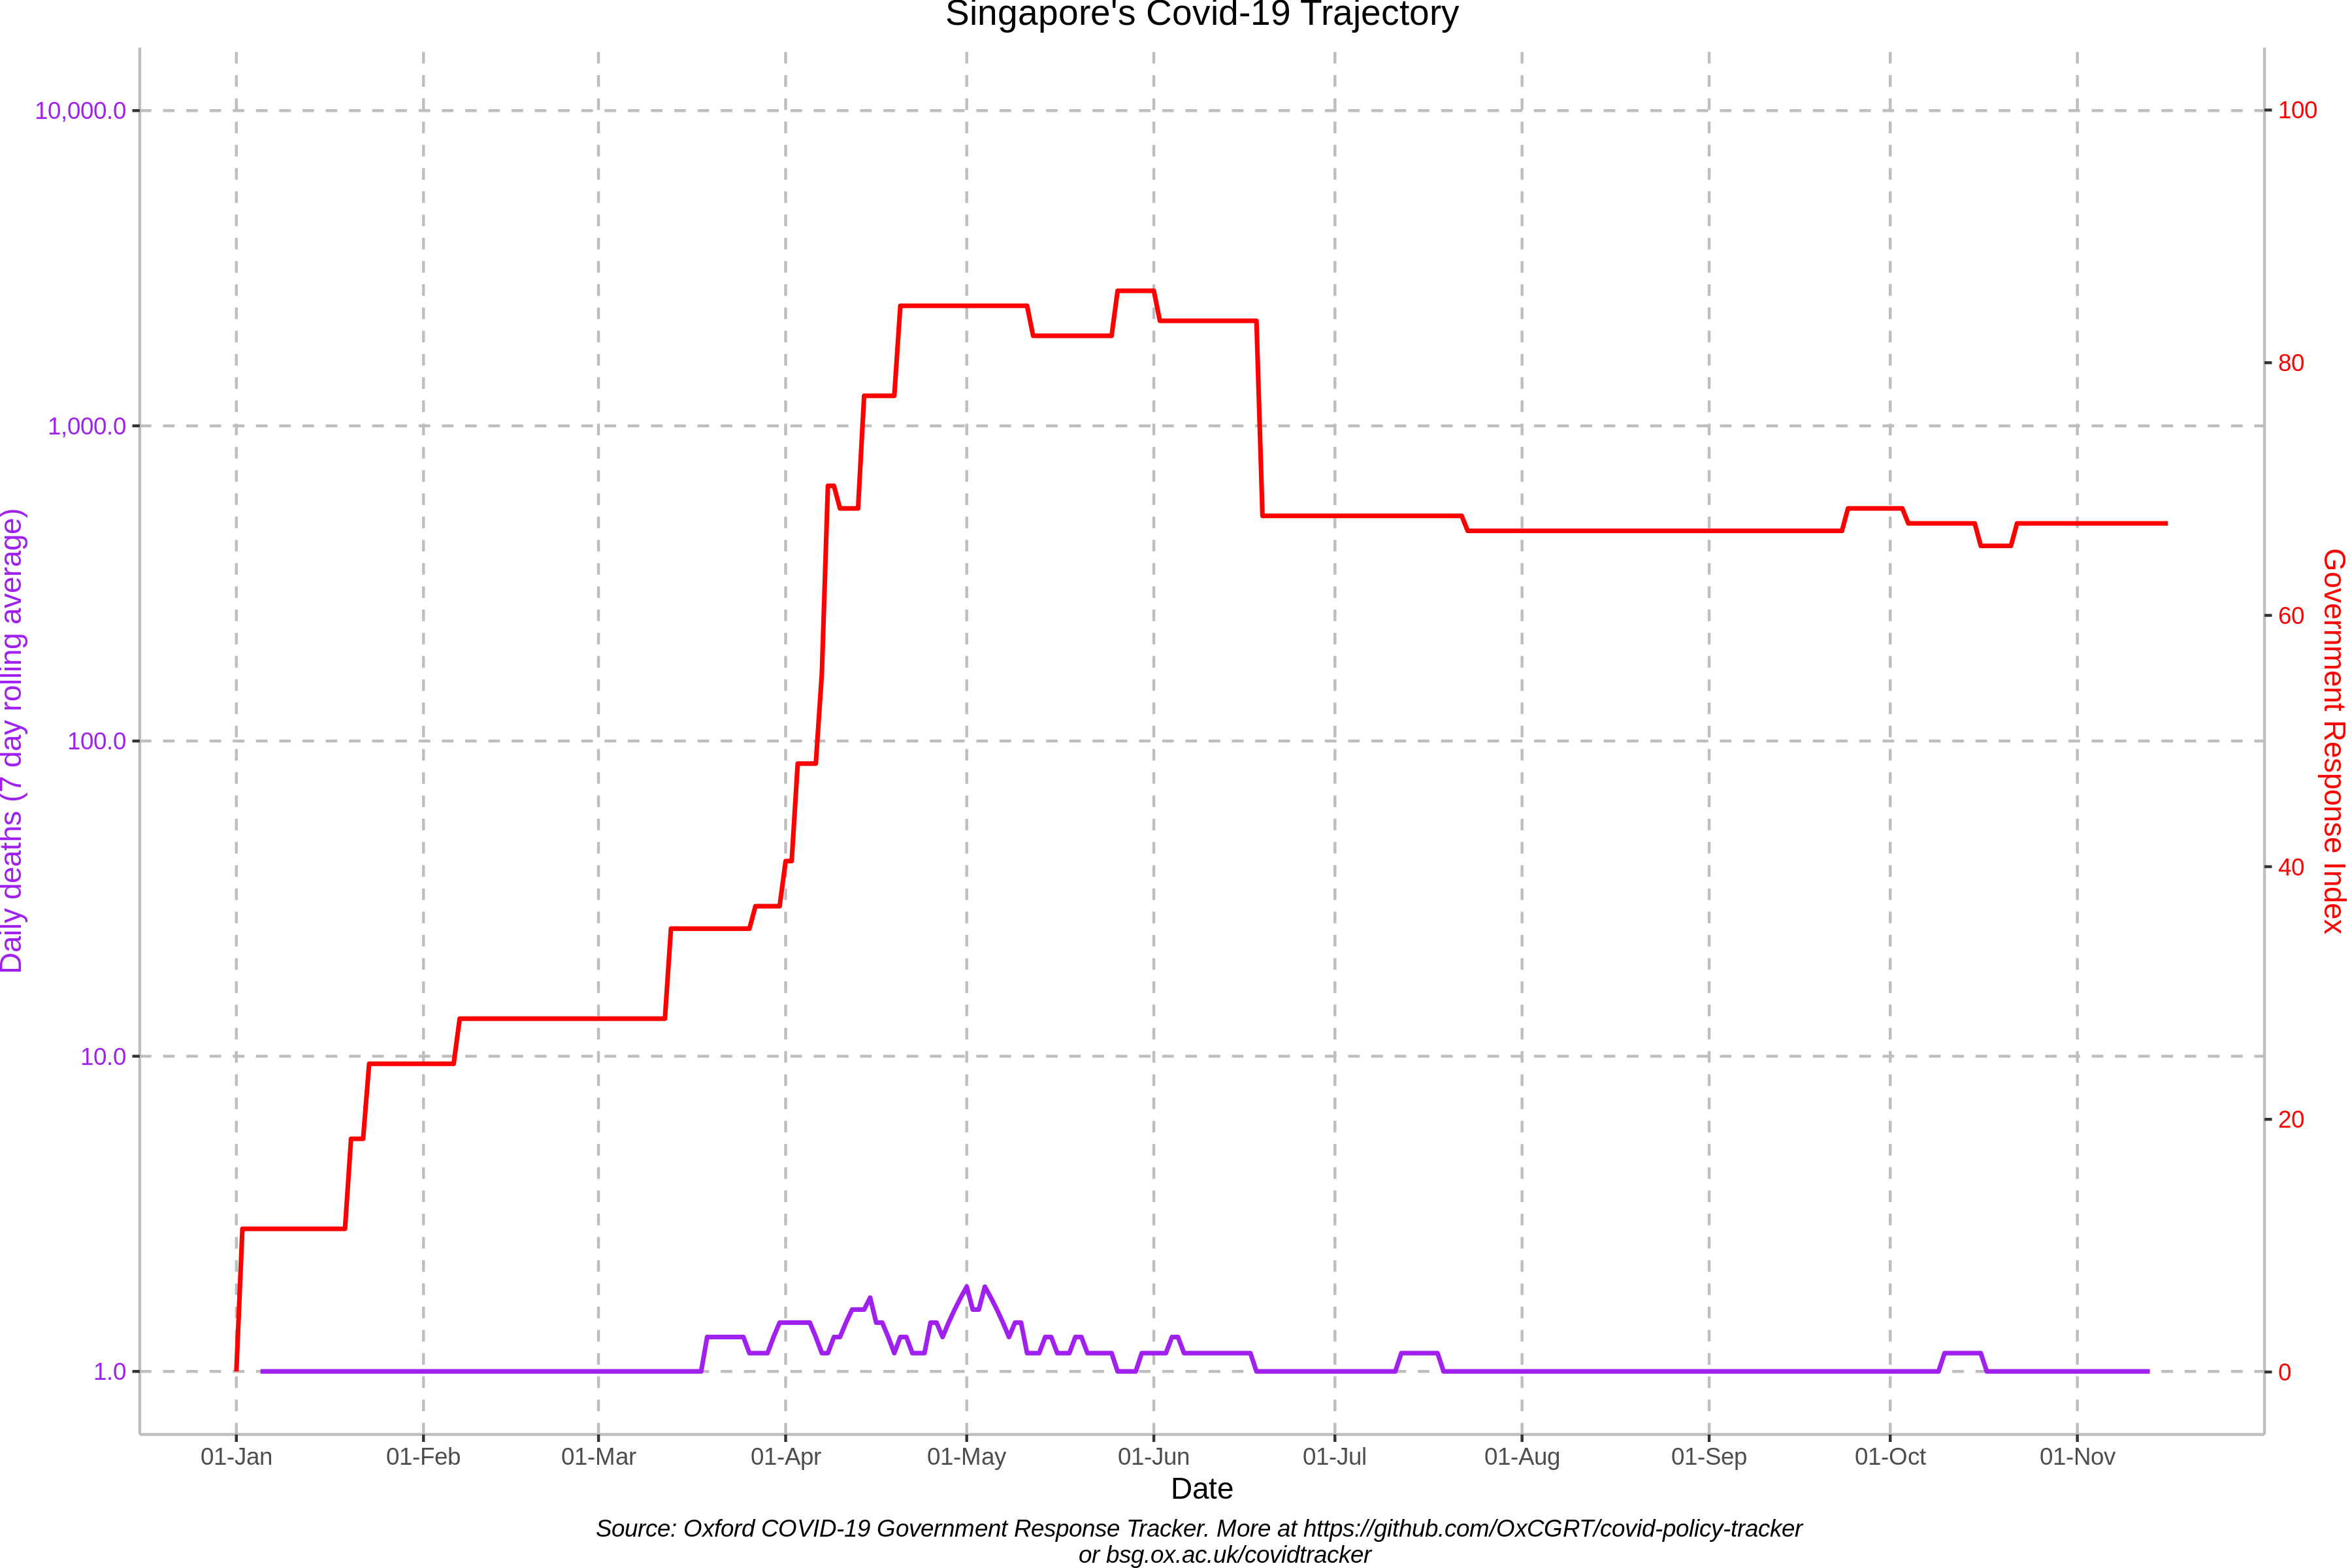 Singapore's Covid-19 Trajectory
10,000.0
1,000.0
100.0
10.0
1.0
Daily deaths (7 day rolling average)
100
80
60
40
20
0
Government Response Index
01-Jan 01-Feb 01-Mar 01-Apr 01-May 01-Jun 01-Jul 01-Aug 01-Sep 01-Oct 01-Nov
Date
Source: Oxford COVID-19 Government Response Tracker. More at https://github.com/OxCGRT/covid-policy-tracker
or bsg.ox.ac.uk/covidtracker